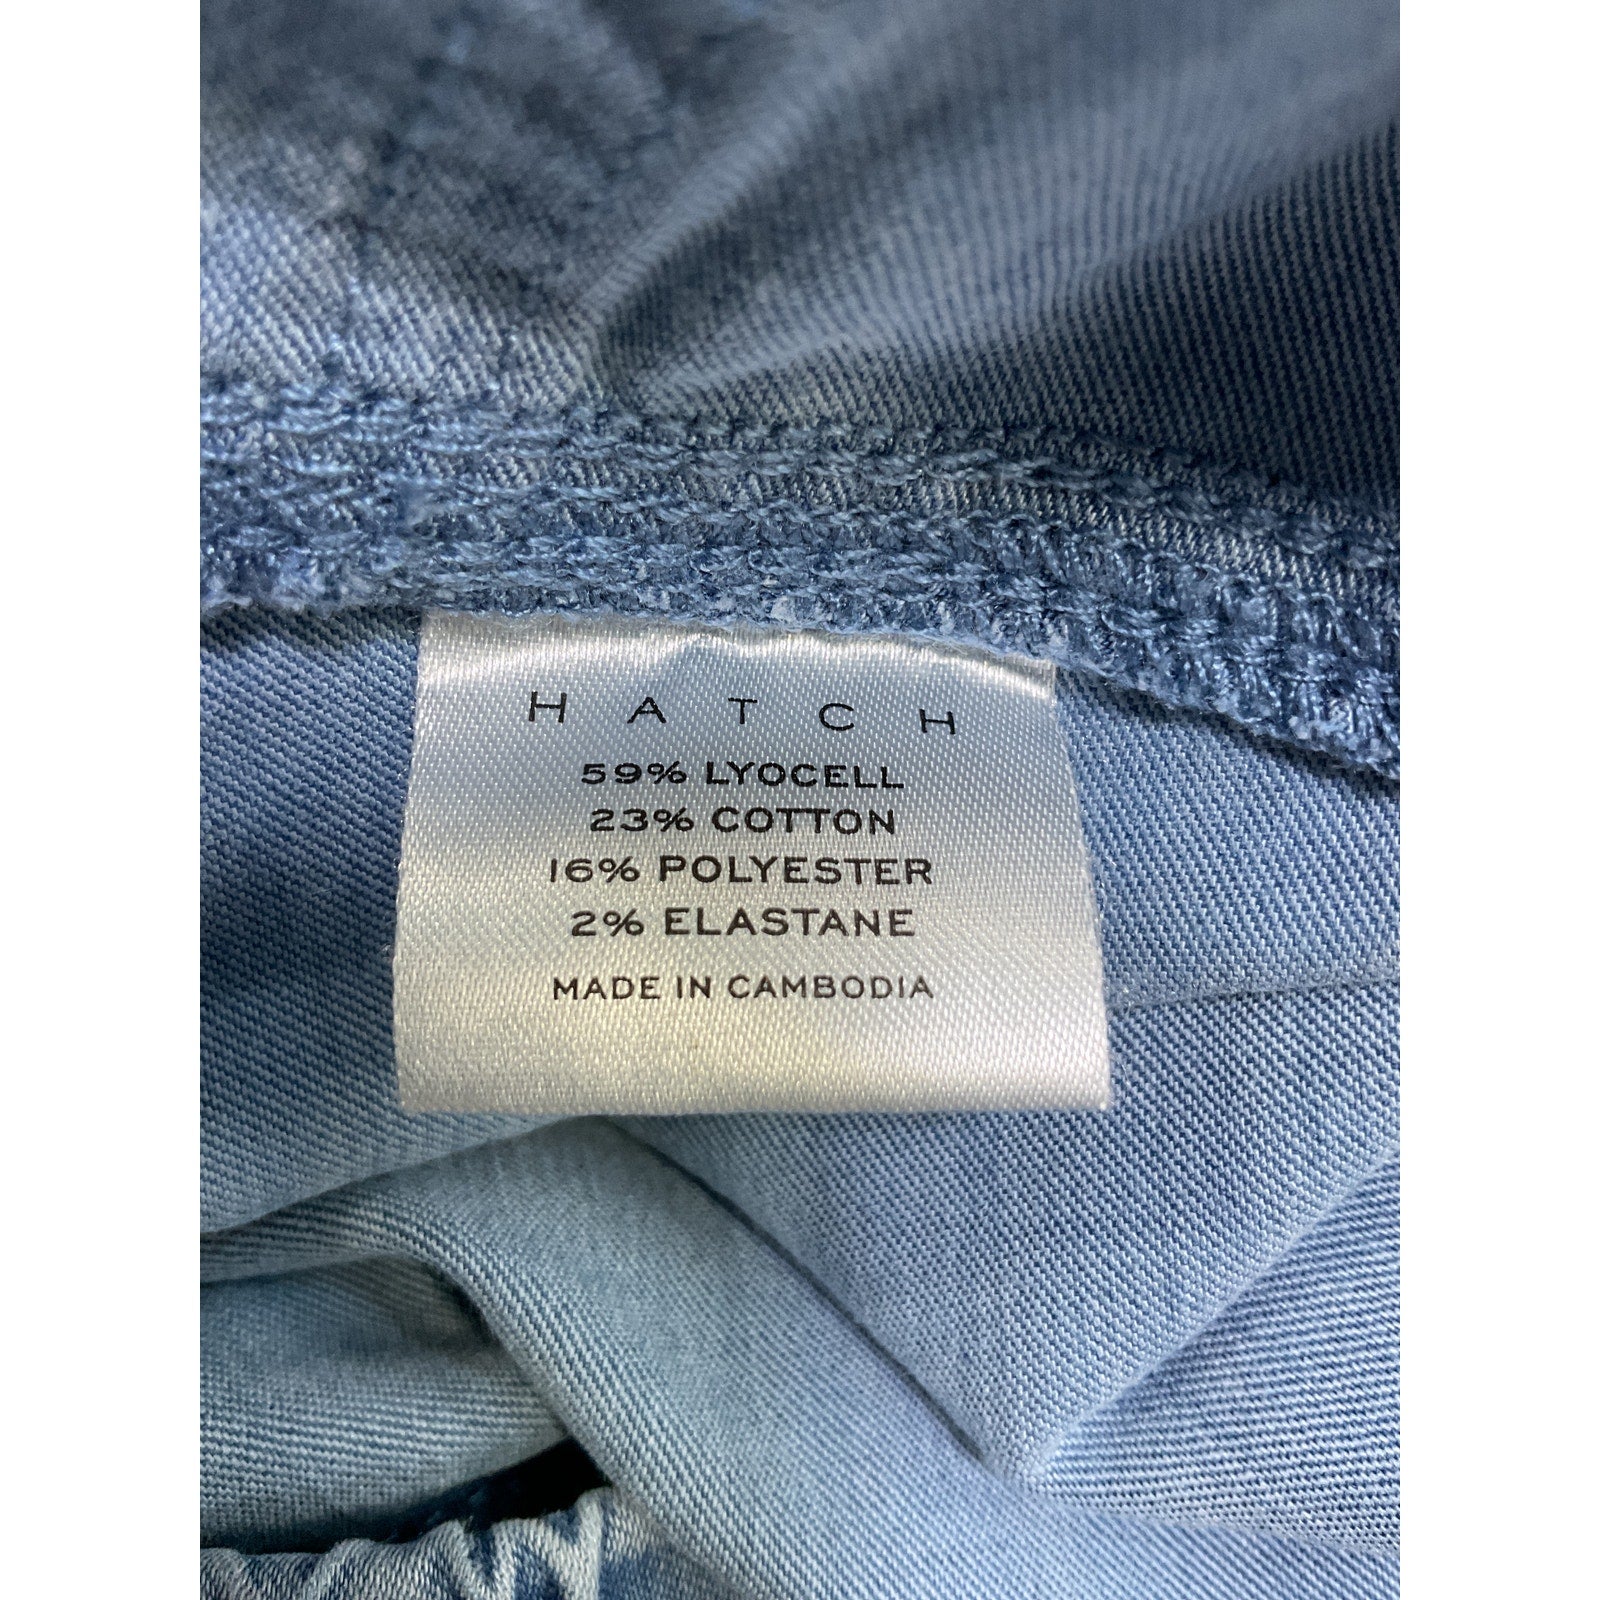 HATCH
59% LYOCELL
23% COTTON
16% POLYESTER
2% ELASTANE
MADE IN CAMBODIA